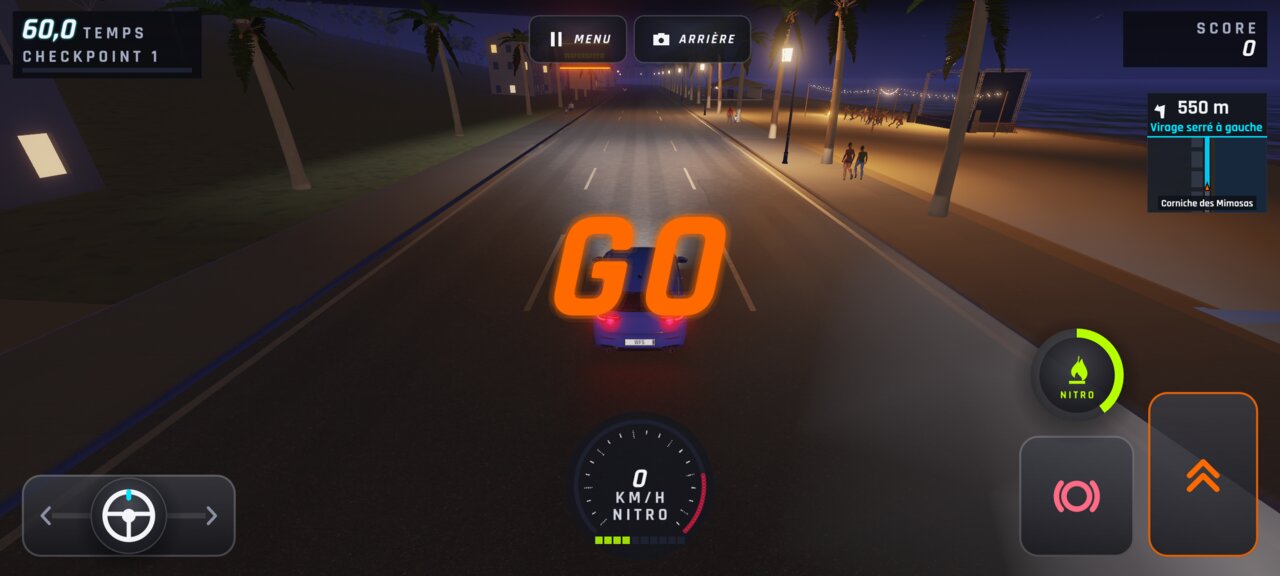 60,0 TEMPS
CHECKPOINT 1
MENU
ARRIÈRE
SCORE
0
550 m
Virage serré à gauche
Corniche des Mimosas
GO
WFS
NITRO
0
KM/H
NITRO